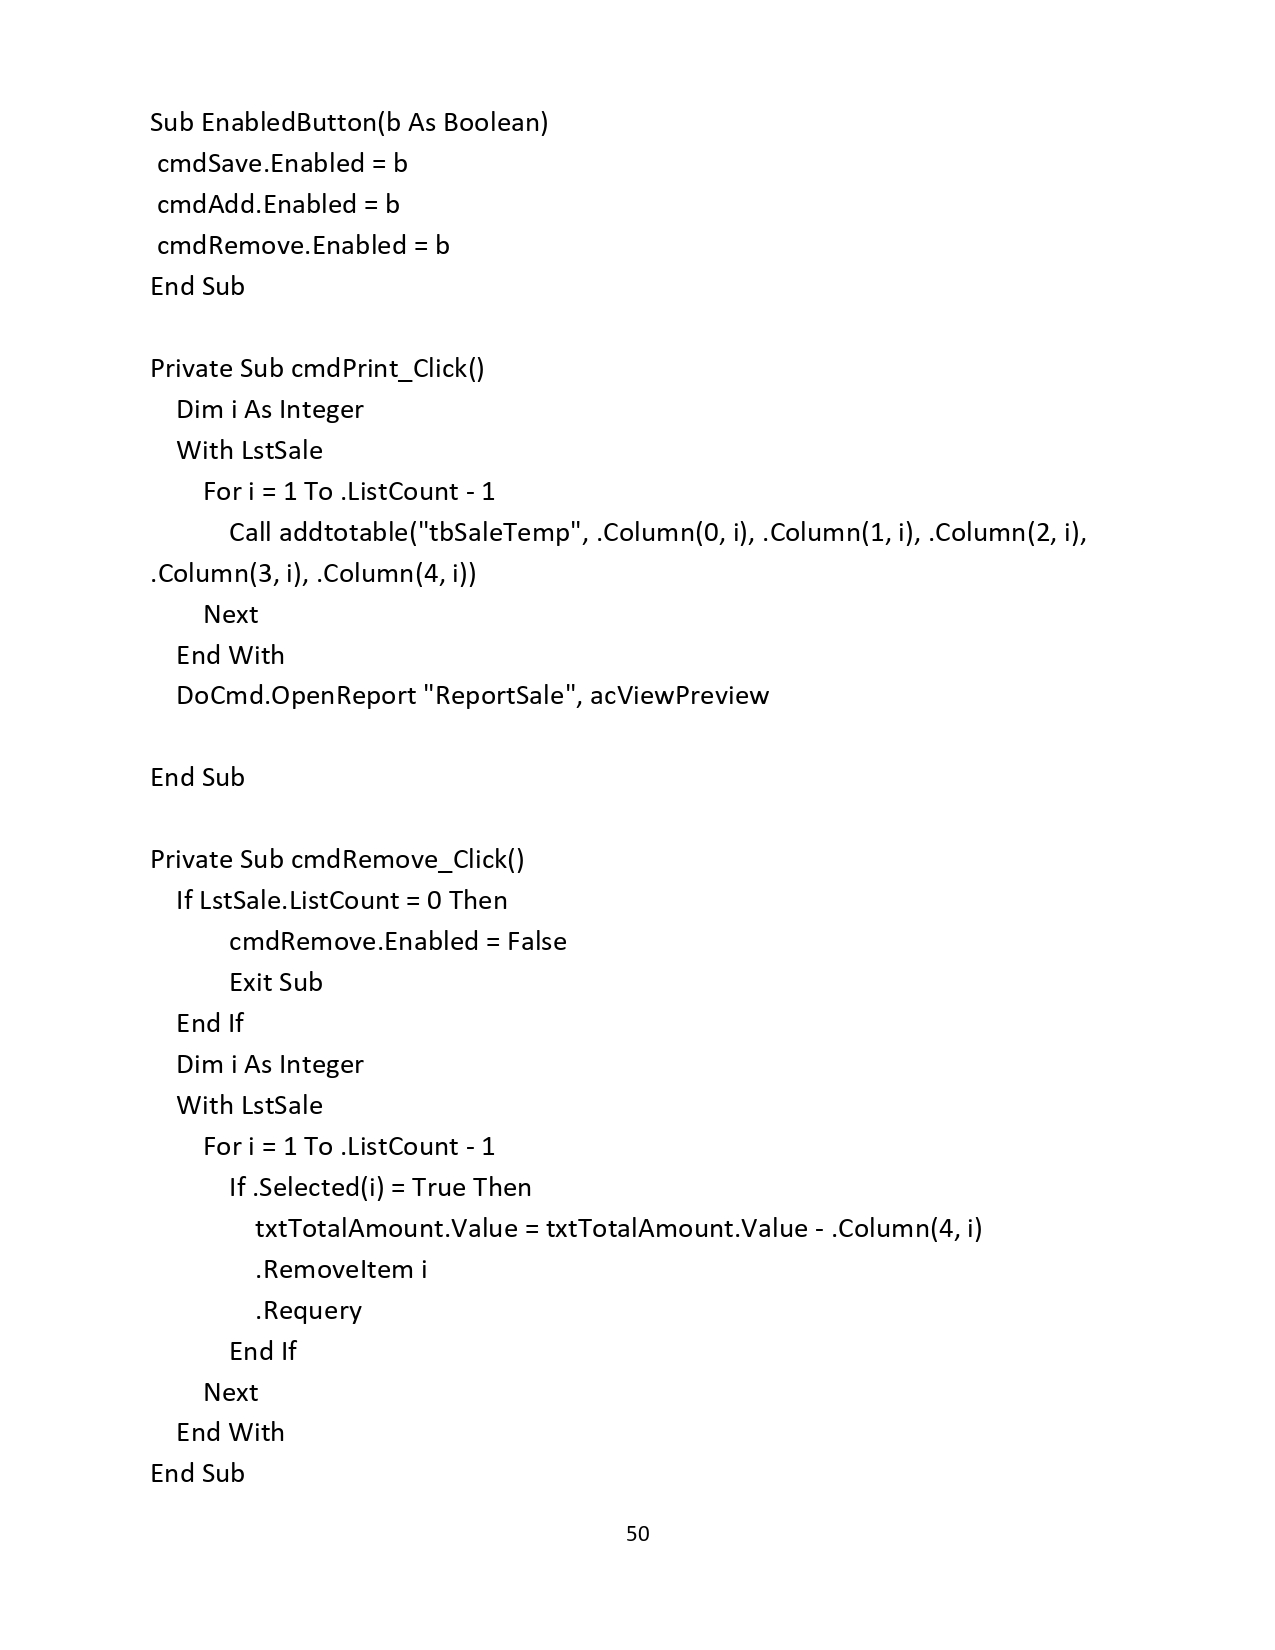 Sub EnabledButton(b As Boolean)
cmdSave.Enabled = b
cmdAdd.Enabled = b
cmdRemove.Enabled = b
End Sub
Private Sub cmdPrint_Click()
Dim i As Integer
With LstSale
For i = 1 To .ListCount - 1
Call addtotable("tbSaleTemp", .Column(0, i), .Column(1, i), .Column(2, i),
.Column(3, i), .Column(4, i))
Next
End With
DoCmd.OpenReport "ReportSale", acViewPreview
End Sub
Private Sub cmdRemove_Click()
If LstSale.ListCount = 0 Then
cmdRemove.Enabled = False
Exit Sub
End If
Dim i As Integer
With LstSale
For i = 1 To .ListCount - 1
If .Selected(i) = True Then
txtTotalAmount.Value = txtTotalAmount.Value - .Column(4, i)
.RemoveItem i
.Requery
End If
Next
End With
End Sub
50